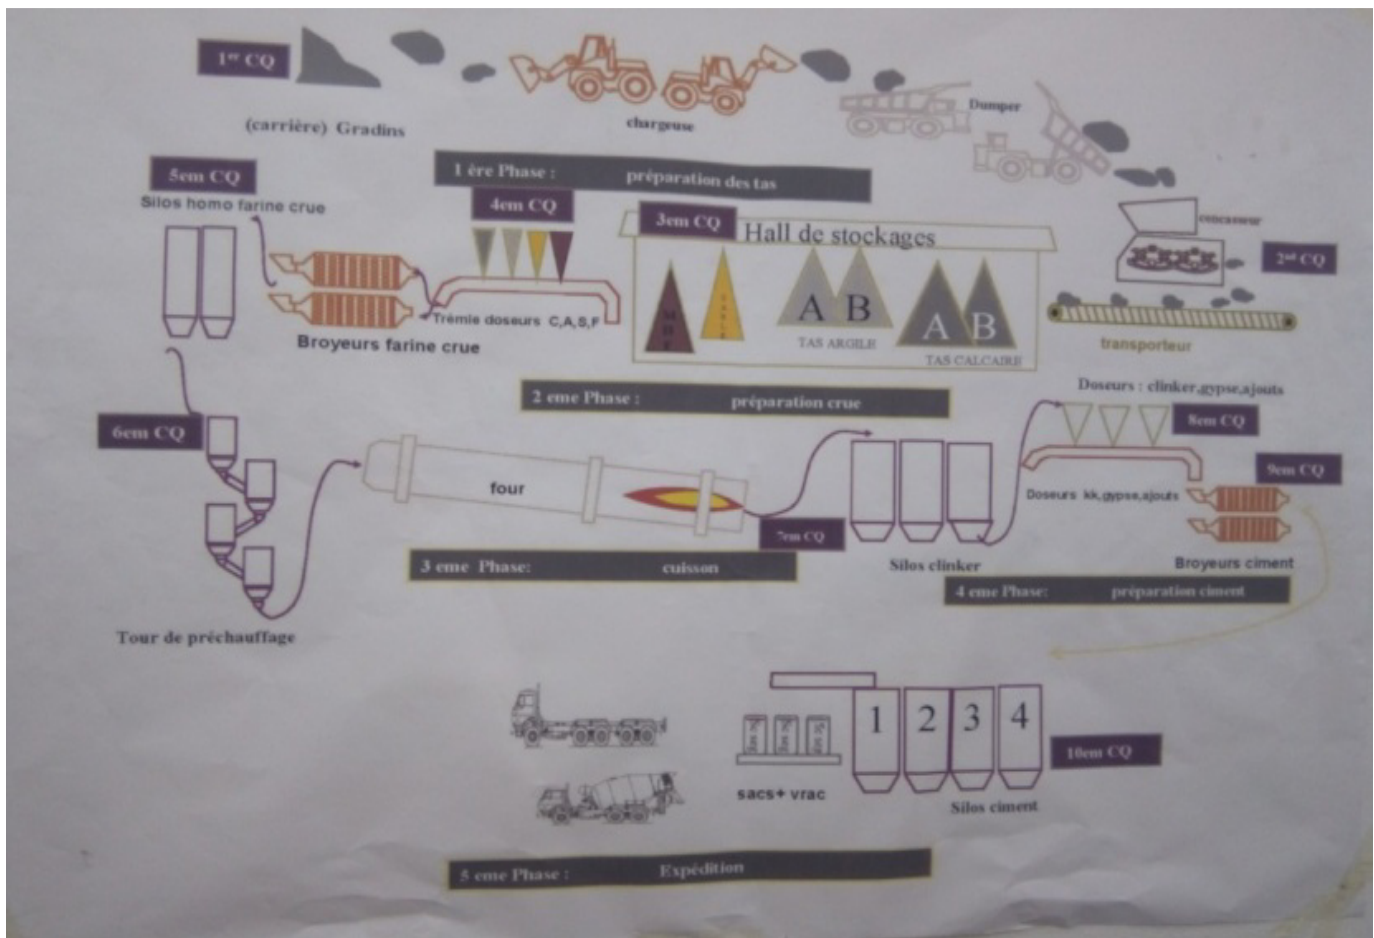 1er CQ
(carrière) Gradins
chargeuse
Dumper
1 ère Phase : préparation des tas
5em CQ
Silos homo farine crue
4em CQ
3em CQ
Hall de stockages
concasseur
2nd CQ
MDF
SABLE
A B
TAS ARGILE
A B
TAS CALCAIRE
Trémie doseurs C,A,S,F
Broyeurs farine crue
transporteur
2 eme Phase : préparation crue
Doseurs : clinker,gypse,ajouts
8em CQ
6em CQ
four
9em CQ
Doseurs kk,gypse,ajouts
7em CQ
Silos clinker
Broyeurs ciment
3 eme Phase: cuisson
4 eme Phase: préparation ciment
Tour de préchauffage
1 2 3 4
10em CQ
sacs+ vrac
Silos ciment
5 eme Phase : Expédition